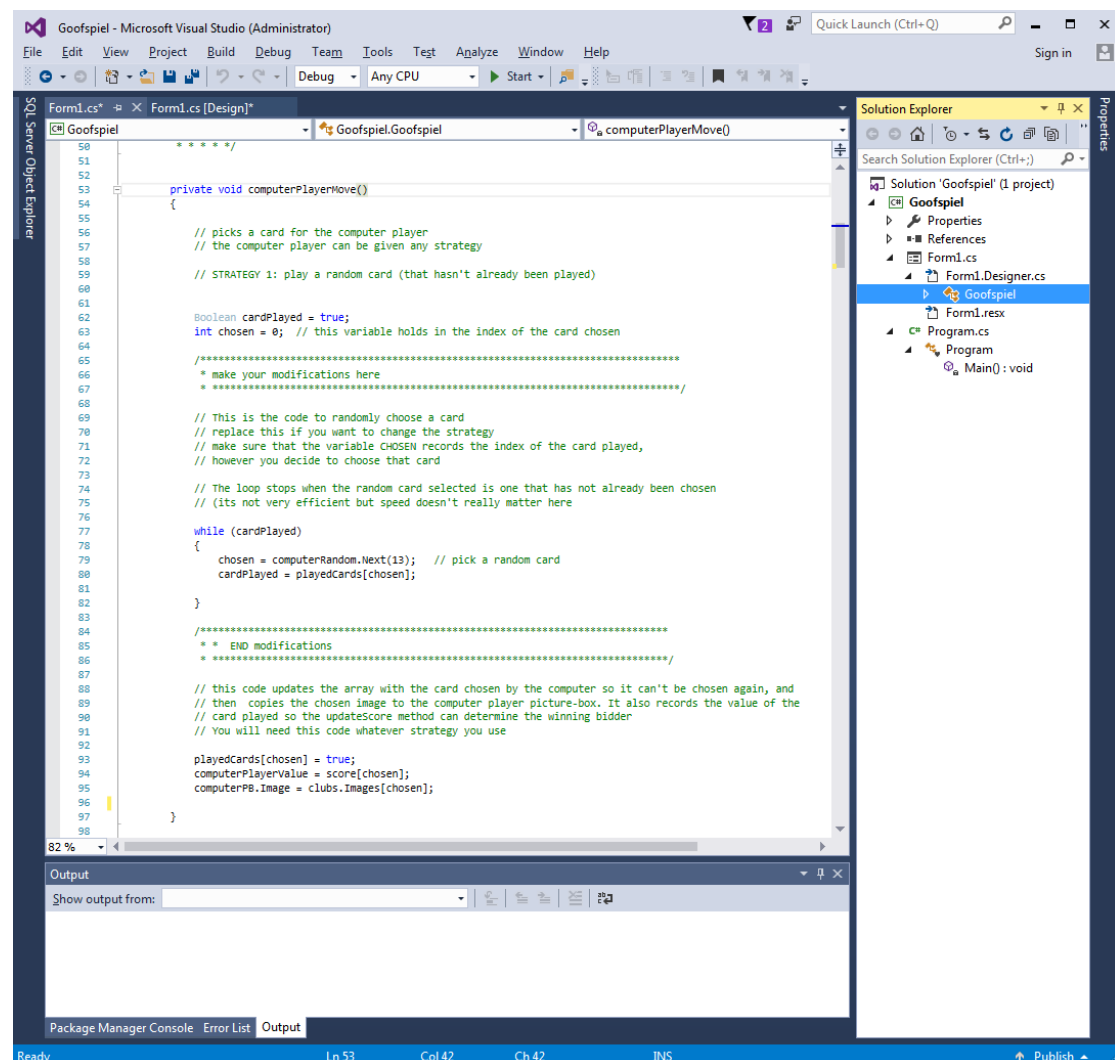 Goofspiel - Microsoft Visual Studio (Administrator)
2
Quick Launch (Ctrl+Q)
File Edit View Project Build Debug Team Tools Test Analyze Window Help
Sign in
Debug Any CPU Start
SQL Server Object Explorer
Form1.cs* Form1.cs [Design]*
C# Goofspiel Goofspiel.Goofspiel computerPlayerMove()
50 * * * * */
51
52
53 private void computerPlayerMove()
54 {
55
56 // picks a card for the computer player
57 // the computer player can be given any strategy
58
59 // STRATEGY 1: play a random card (that hasn't already been played)
60
61
62 Boolean cardPlayed = true;
63 int chosen = 0; // this variable holds in the index of the card chosen
64
65 /********************************************************************************
66 * make your modifications here
67 * ******************************************************************************/
68
69 // This is the code to randomly choose a card
70 // replace this if you want to change the strategy
71 // make sure that the variable CHOSEN records the index of the card played,
72 // however you decide to choose that card
73
74 // The loop stops when the random card selected is one that has not already been chosen
75 // (its not very efficient but speed doesn't really matter here
76
77 while (cardPlayed)
78 {
79 chosen = computerRandom.Next(13); // pick a random card
80 cardPlayed = playedCards[chosen];
81
82 }
83
84 /******************************************************************************
85 * * END modifications
86 * ****************************************************************************/
87
88 // this code updates the array with the card chosen by the computer so it can't be chosen again, and
89 // then copies the chosen image to the computer player picture-box. It also records the value of the
90 // card played so the updateScore method can determine the winning bidder
91 // You will need this code whatever strategy you use
92
93 playedCards[chosen] = true;
94 computerPlayerValue = score[chosen];
95 computerPB.Image = clubs.Images[chosen];
96
97 }
98
82 %
Output
Show output from:
Package Manager Console Error List Output
Solution Explorer
Search Solution Explorer (Ctrl+;)
Solution 'Goofspiel' (1 project)
C# Goofspiel
Properties
References
Form1.cs
Form1.Designer.cs
Goofspiel
Form1.resx
C# Program.cs
Program
Main() : void
Properties
Ready Ln 53 Col 42 Ch 42 INS Publish